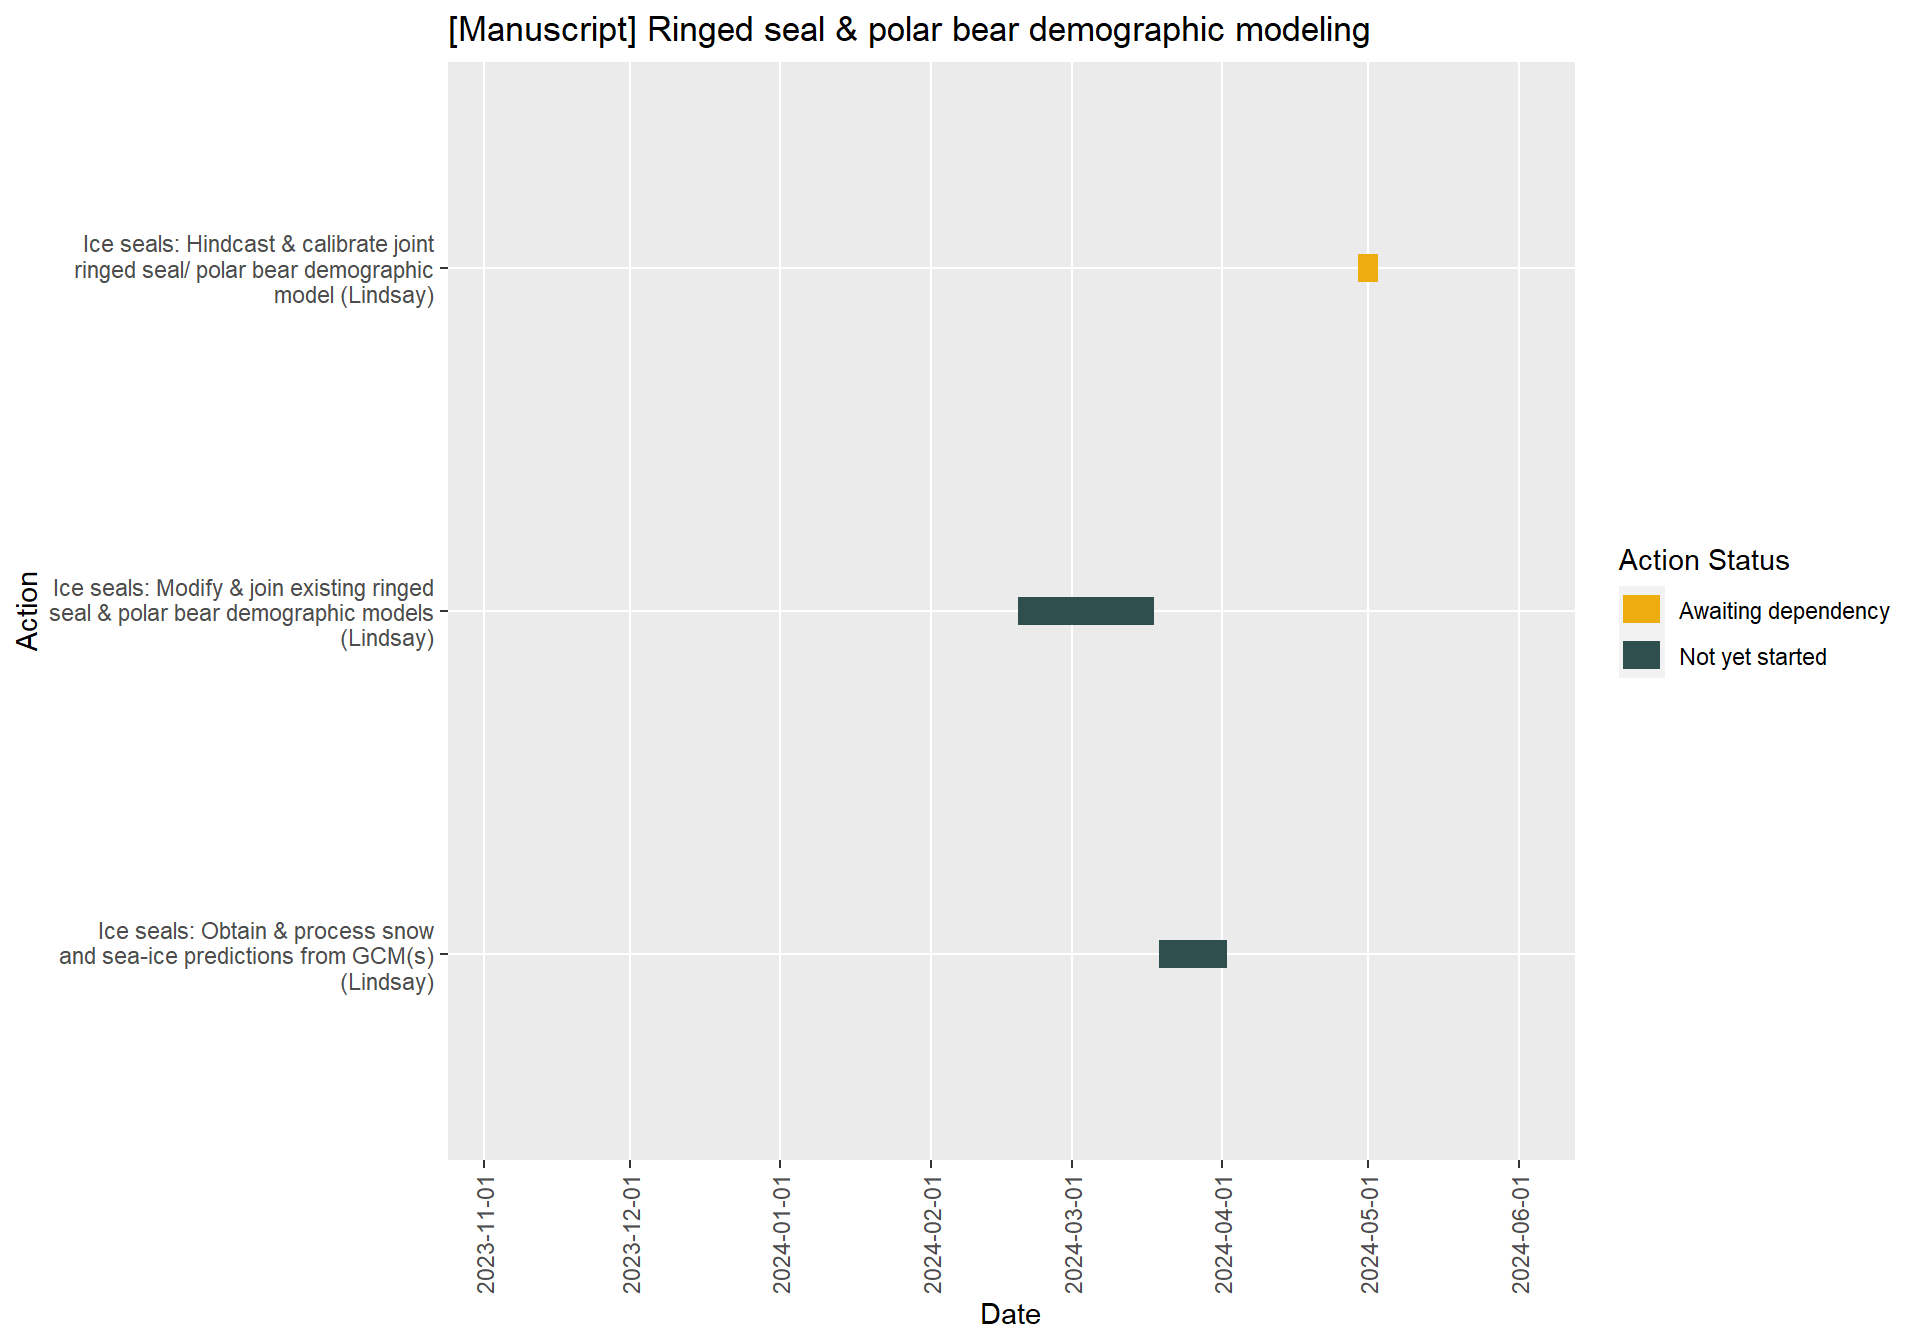 [Manuscript] Ringed seal & polar bear demographic modeling
Ice seals: Hindcast & calibrate joint
ringed seal/ polar bear demographic
model (Lindsay)
Ice seals: Modify & join existing ringed
seal & polar bear demographic models
(Lindsay)
Ice seals: Obtain & process snow
and sea-ice predictions from GCM(s)
(Lindsay)
Action
2023-11-01
2023-12-01
2024-01-01
2024-02-01
2024-03-01
2024-04-01
2024-05-01
2024-06-01
Date
Action Status
Awaiting dependency
Not yet started